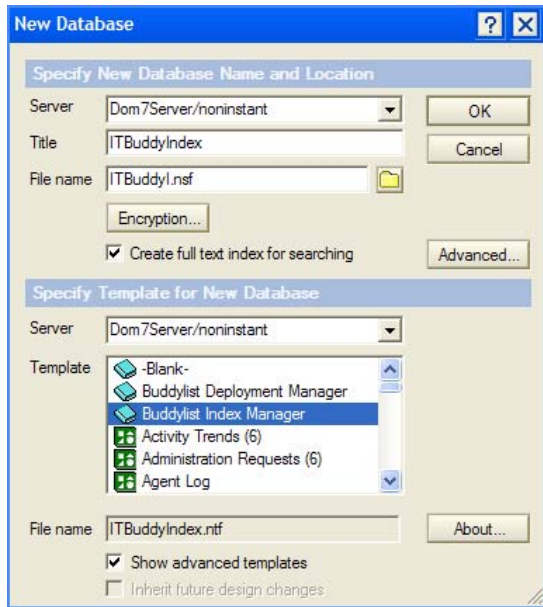 New Database
Specify New Database Name and Location
Server Dom7Server/noninstant OK
Title ITBuddyIndex Cancel
File name ITBuddyI.nsf
Encryption...
Create full text index for searching Advanced...
Specify Template for New Database
Server Dom7Server/noninstant
Template -Blank-
Buddylist Deployment Manager
Buddylist Index Manager
Activity Trends (6)
Administration Requests (6)
Agent Log
File name ITBuddyIndex.ntf About...
Show advanced templates
Inherit future design changes